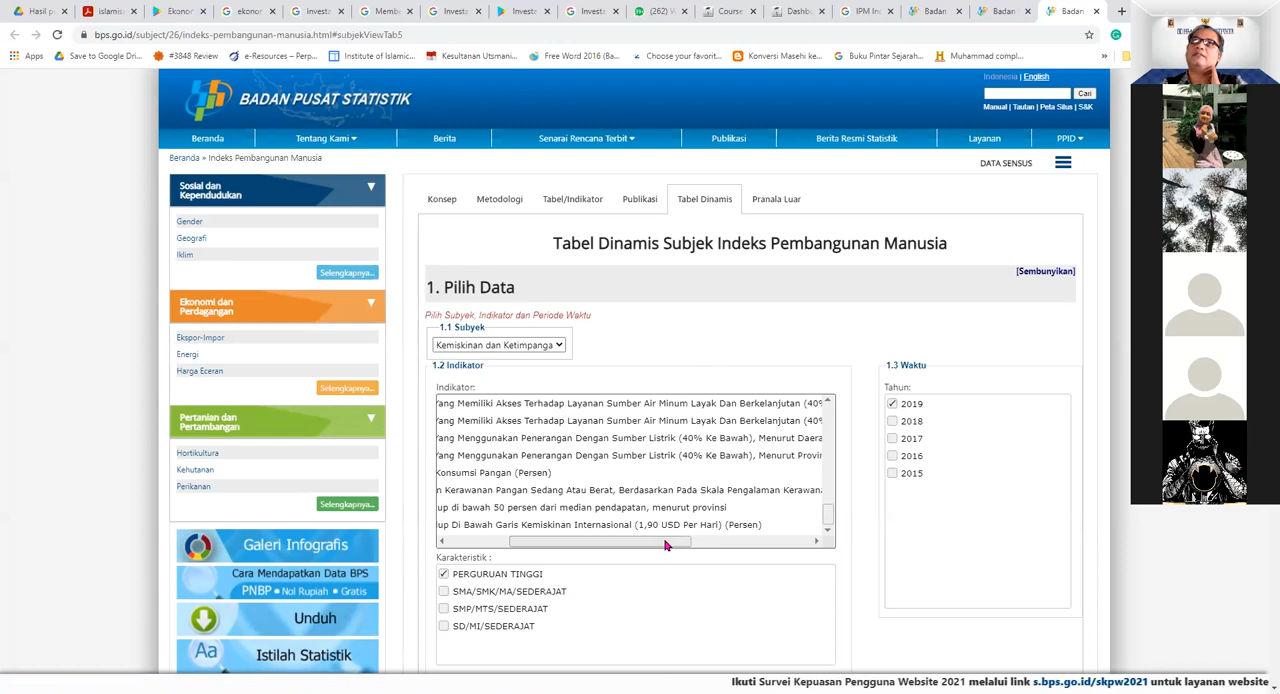 Hasil p
islamis
Ekonon
ekonom
Investa
Membe
Investa
Investa
Investa
(262) W
Course
Dashbo
IPM Ind
Badan
Badan
Badan
bps.go.id/subject/26/indeks-pembangunan-manusia.html#subjekViewTab5
Apps Save to Google Dri... #3848 Review e-Resources – Perp... Institute of Islamic... Kesultanan Utsmani... Free Word 2016 (Ba... Choose your favorit... Konversi Masehi ke... Buku Pintar Sejarah... Muhammad compl... »
BADAN PUSAT STATISTIK
Indonesia | English
Cari
Manual | Tautan | Peta Situs | S&K
Beranda Tentang Kami Berita Senarai Rencana Terbit Publikasi Berita Resmi Statistik Layanan PPID
Beranda » Indeks Pembangunan Manusia
DATA SENSUS
Sosial dan
Kependudukan
Gender
Geografi
Iklim
Selengkapnya...
Ekonomi dan
Perdagangan
Ekspor-Impor
Energi
Harga Eceran
Selengkapnya...
Pertanian dan
Pertambangan
Hortikultura
Kehutanan
Perikanan
Selengkapnya...
Galeri Infografis
Cara Mendapatkan Data BPS
PNBP • Nol Rupiah • Gratis
Unduh
Aa
Istilah Statistik
Konsep Metodologi Tabel/Indikator Publikasi Tabel Dinamis Pranala Luar
Tabel Dinamis Subjek Indeks Pembangunan Manusia
[Sembunyikan]
1. Pilih Data
Pilih Subyek, Indikator dan Periode Waktu
1.1 Subyek
Kemiskinan dan Ketimpanga
1.2 Indikator
Indikator:
Yang Memiliki Akses Terhadap Layanan Sumber Air Minum Layak Dan Berkelanjutan (40%
Yang Memiliki Akses Terhadap Layanan Sumber Air Minum Layak Dan Berkelanjutan (40%
Yang Menggunakan Penerangan Dengan Sumber Listrik (40% Ke Bawah), Menurut Daera
Yang Menggunakan Penerangan Dengan Sumber Listrik (40% Ke Bawah), Menurut Provin
Konsumsi Pangan (Persen)
n Kerawanan Pangan Sedang Atau Berat, Berdasarkan Pada Skala Pengalaman Kerawana
up di bawah 50 persen dari median pendapatan, menurut provinsi
up Di Bawah Garis Kemiskinan Internasional (1,90 USD Per Hari) (Persen)
Karakteristik :
PERGURUAN TINGGI
SMA/SMK/MA/SEDERAJAT
SMP/MTS/SEDERAJAT
SD/MI/SEDERAJAT
1.3 Waktu
Tahun:
2019
2018
2017
2016
2015
Ikuti Survei Kepuasan Pengguna Website 2021 melalui link s.bps.go.id/skpw2021 untuk layanan website